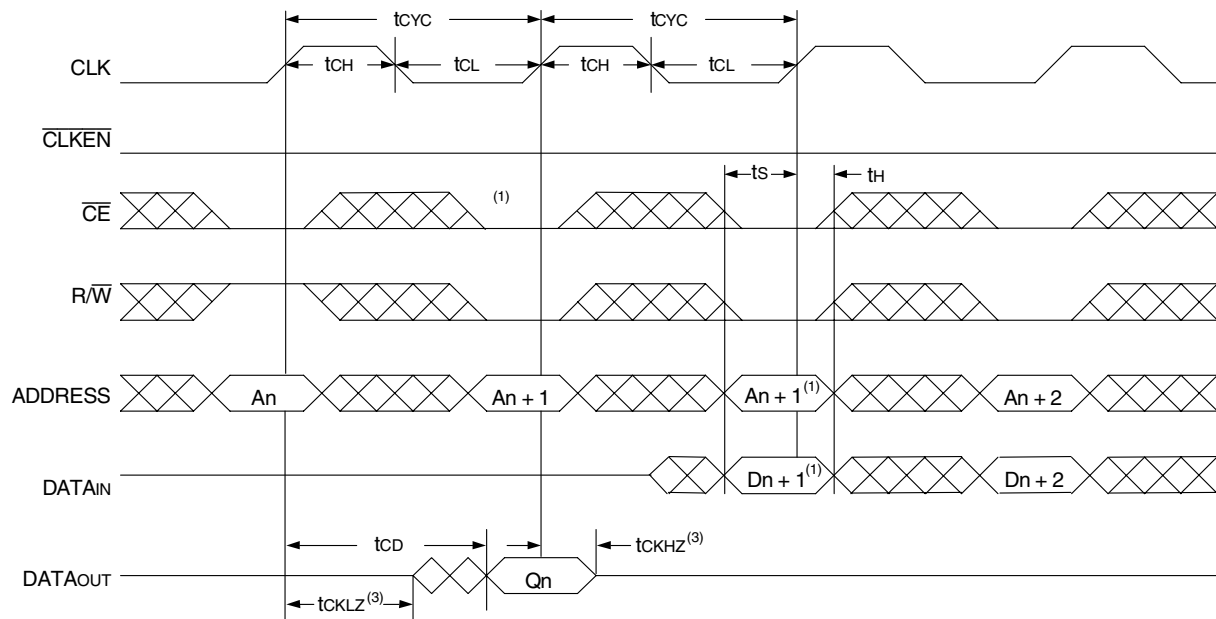 tCYC tCYC
CLK tCH tCL tCH tCL
CLKEN
tS tH
CE (1)
R/W
ADDRESS An An + 1 An + 1(1) An + 2
DATAIN Dn + 1(1) Dn + 2
tCD tCKHZ(3)
DATAOUT Qn
tCKLZ(3)